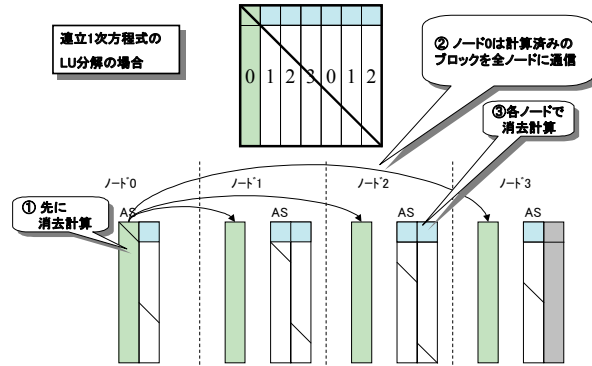 連立1次方程式の
LU分解の場合
0 1 2 3 0 1 2
② ノード0は計算済みの
ブロックを全ノードに通信
③各ノードで
消去計算
ノード0
ノード1
ノード2
ノード3
① 先に
消去計算
AS
AS
AS
AS